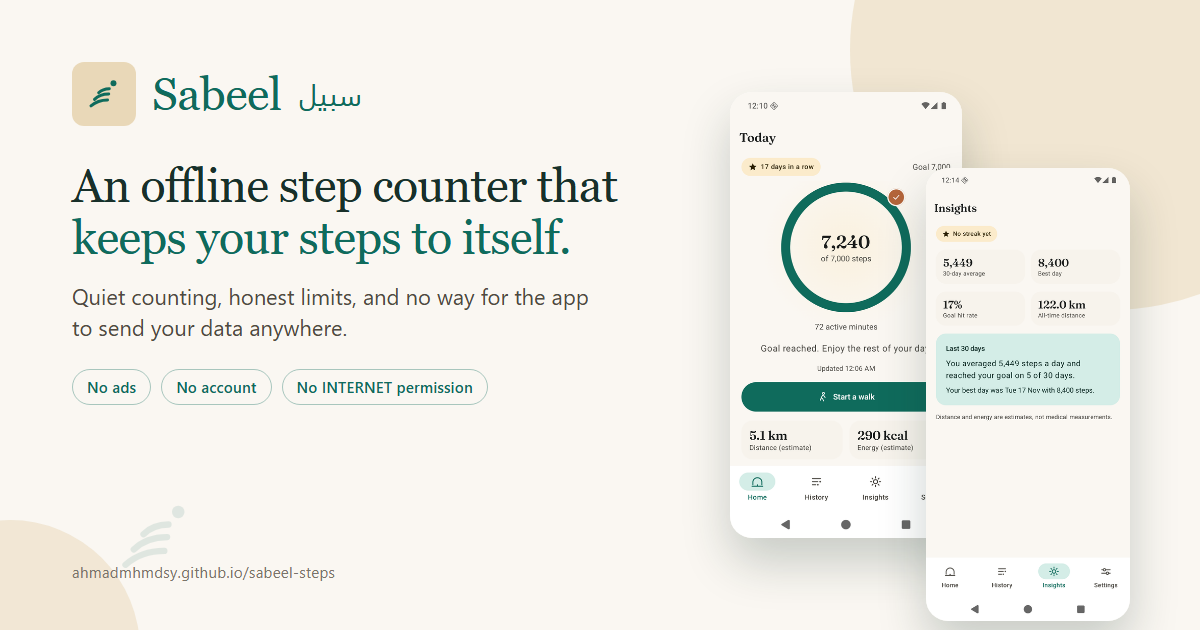 Sabeel سبيل
An offline step counter that
keeps your steps to itself.
Quiet counting, honest limits, and no way for the app
to send your data anywhere.
No ads
No account
No INTERNET permission
ahmadmhmdsy.github.io/sabeel-steps
12:10
Today
17 days in a row
Goal 7,000
7,240
of 7,000 steps
72 active minutes
Goal reached. Enjoy the rest of your day
Updated 12:06 AM
Start a walk
5.1 km
Distance (estimate)
290 kcal
Energy (estimate)
Home
History
Insights
S
12:14
Insights
No streak yet
5,449
30-day average
8,400
Best day
17%
Goal hit rate
122.0 km
All-time distance
Last 30 days
You averaged 5,449 steps a day and
reached your goal on 5 of 30 days.
Your best day was Tue 17 Nov with 8,400 steps.
Distance and energy are estimates, not medical measurements.
Home
History
Insights
Settings